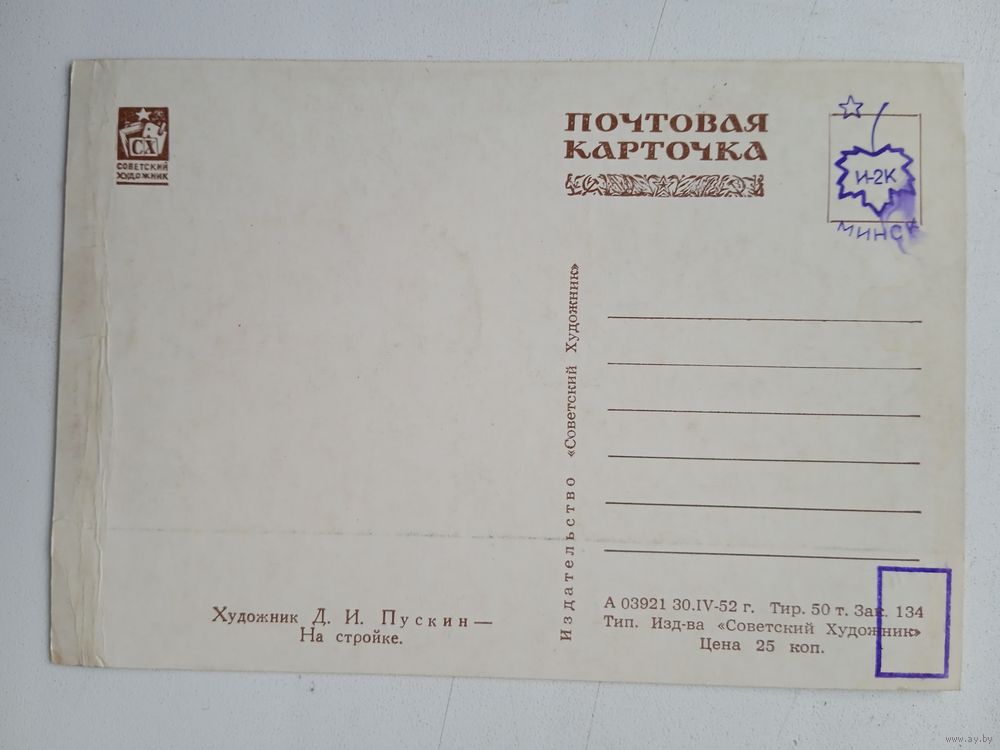 СХ
СОВЕТСКИЙ
ХУДОЖНИК
ПОЧТОВАЯ
КАРТОЧКА
И-2К
МИНСК
Издательство «Советский Художник»
Художник Д. И. Пускин —
На стройке.
А 03921 30.IV-52 г. Тир. 50 т. Зак. 134
Тип. Изд-ва «Советский Художник»
Цена 25 коп.
www.ay.by